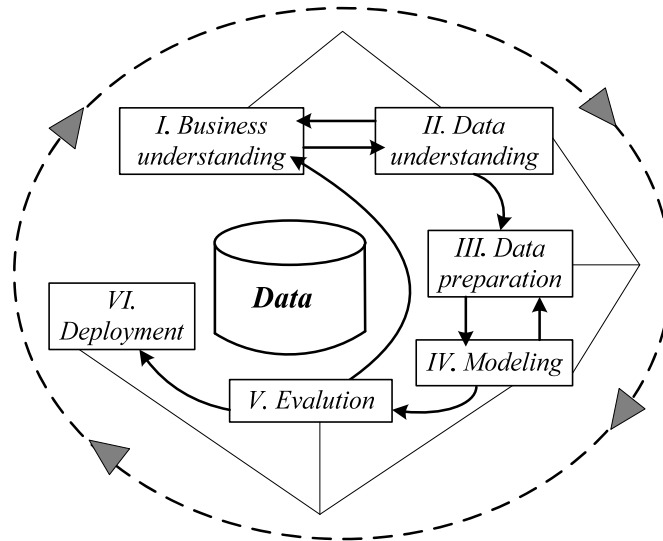 I. Business
understanding
II. Data
understanding
III. Data
preparation
Data
VI.
Deployment
IV. Modeling
V. Evalution